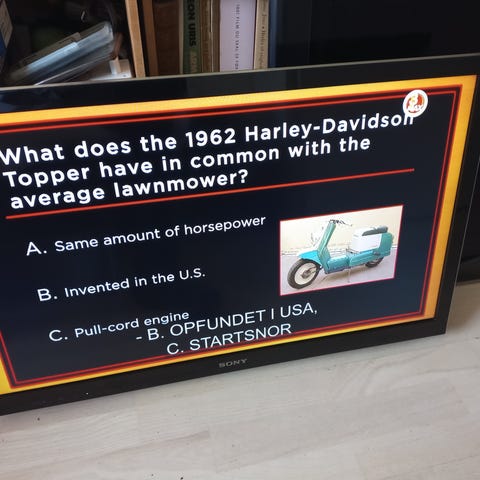 What does the 1962 Harley-Davidson
Topper have in common with the
average lawnmower?
A. Same amount of horsepower
B. Invented in the U.S.
C. Pull-cord engine
- B. OPFUNDET I USA,
C. STARTSNOR
SONY